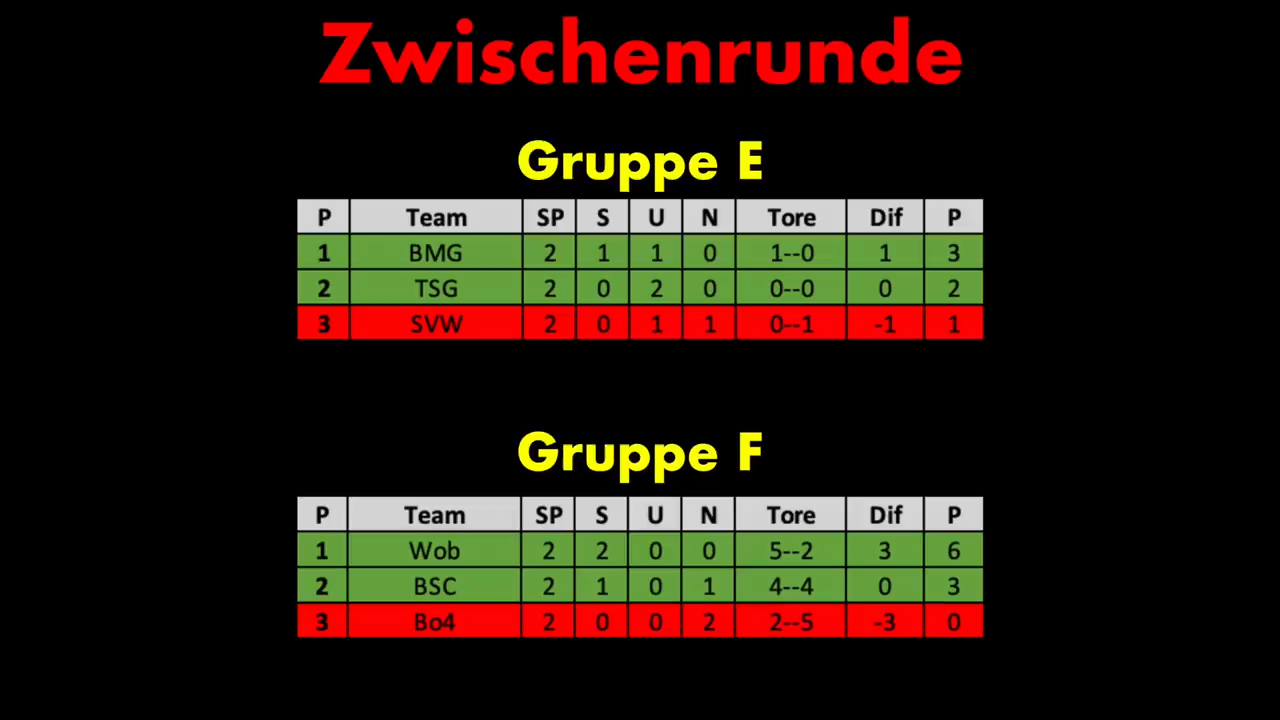 Zwischenrunde
Gruppe E
P Team SP S U N Tore Dif P
1 BMG 2 1 1 0 1--0 1 3
2 TSG 2 0 2 0 0--0 0 2
3 SVW 2 0 1 1 0--1 -1 1
Gruppe F
P Team SP S U N Tore Dif P
1 Wob 2 2 0 0 5--2 3 6
2 BSC 2 1 0 1 4--4 0 3
3 Bo4 2 0 0 2 2--5 -3 0